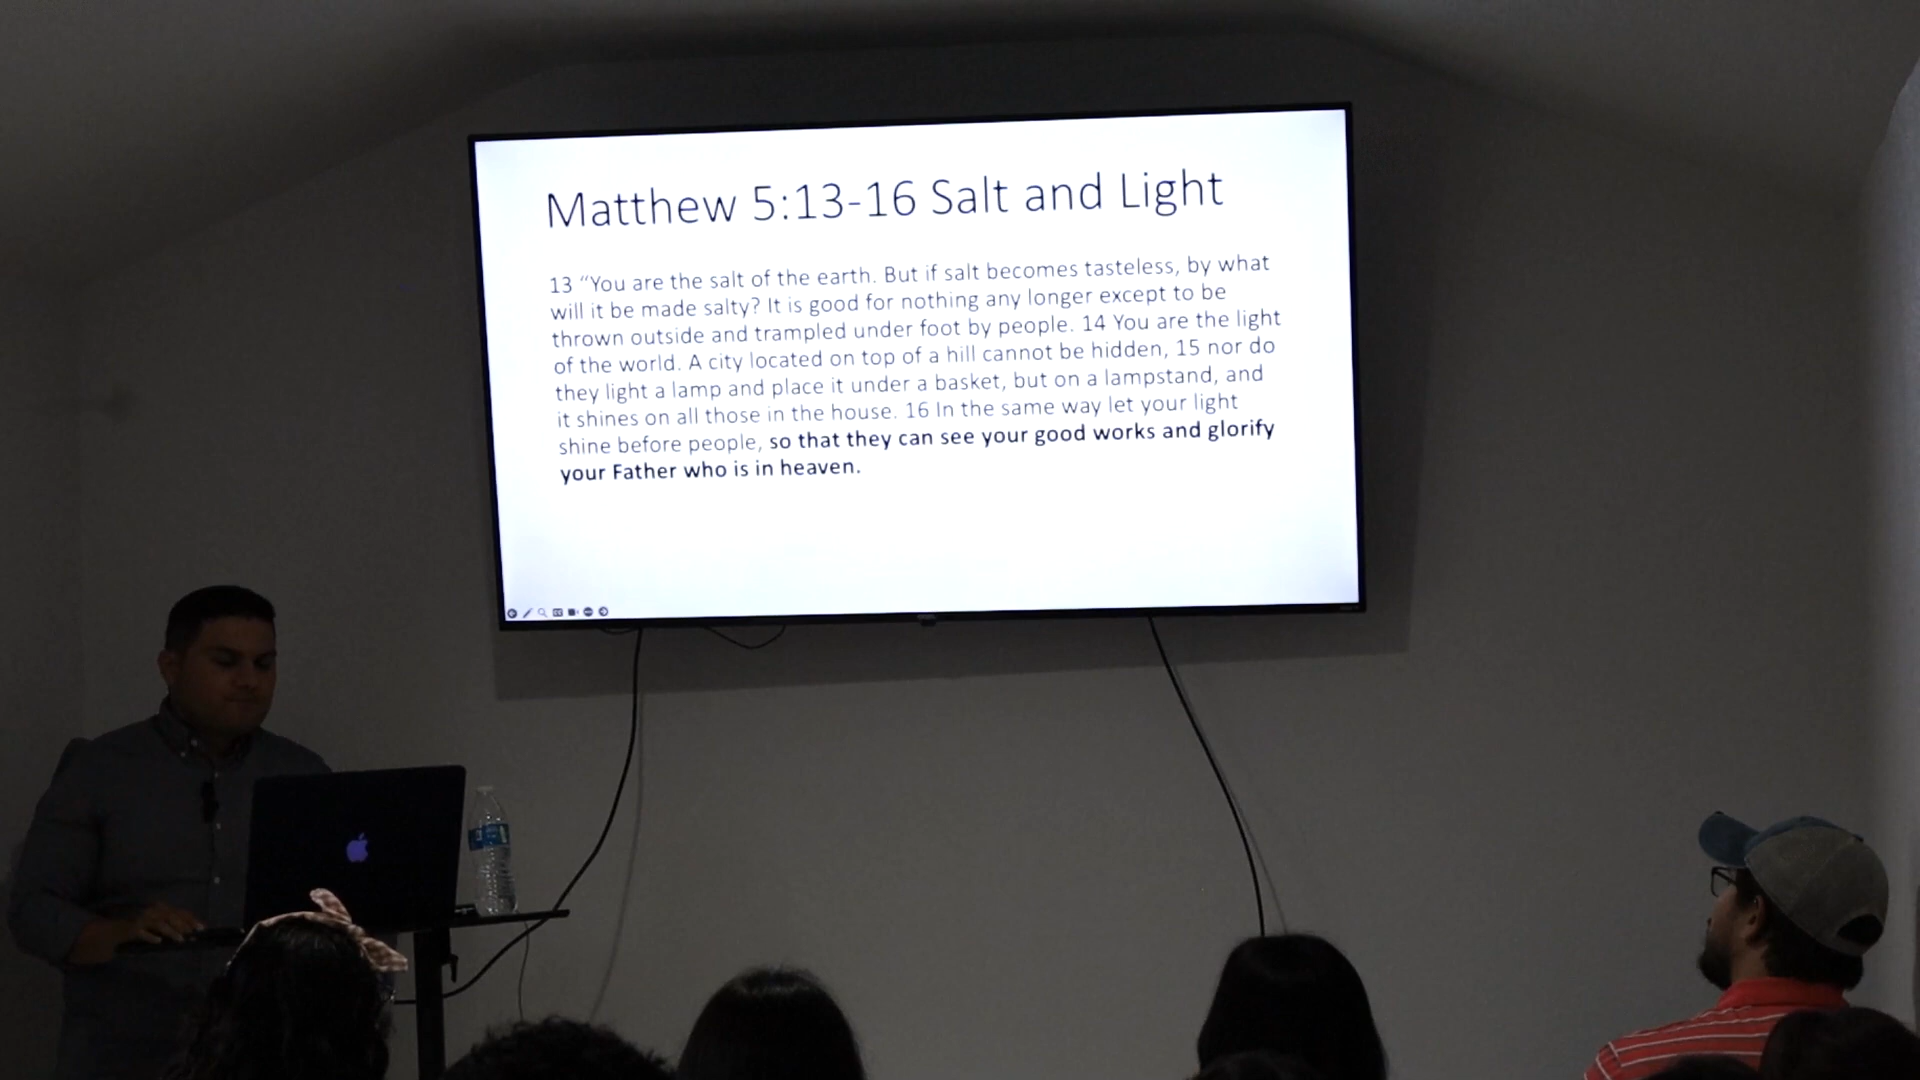 Matthew 5:13-16 Salt and Light
13 “You are the salt of the earth. But if salt becomes tasteless, by what
will it be made salty? It is good for nothing any longer except to be
thrown outside and trampled under foot by people. 14 You are the light
of the world. A city located on top of a hill cannot be hidden, 15 nor do
they light a lamp and place it under a basket, but on a lampstand, and
it shines on all those in the house. 16 In the same way let your light
shine before people, so that they can see your good works and glorify
your Father who is in heaven.